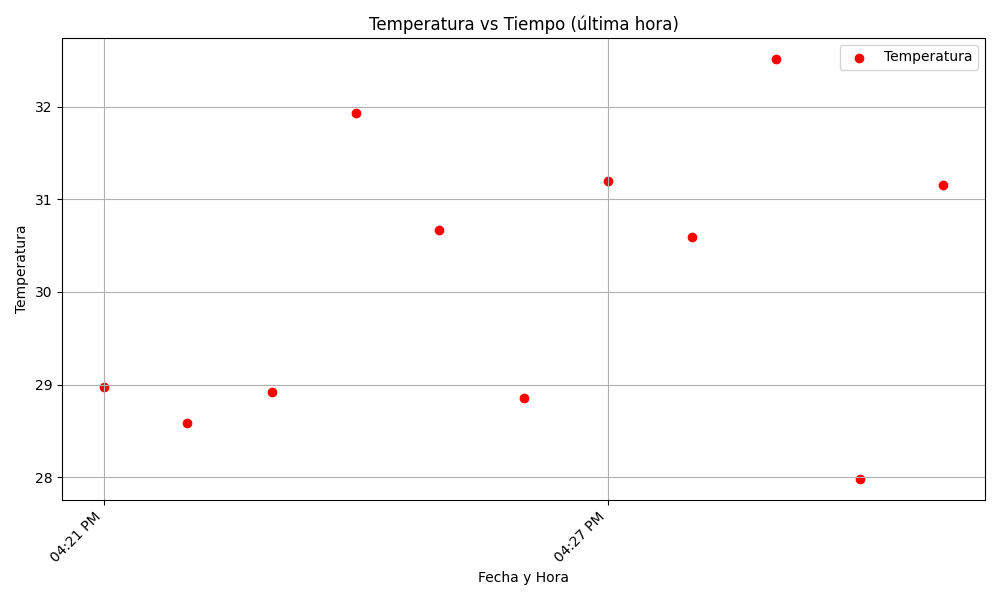 Temperatura vs Tiempo (última hora)
Temperatura
32
31
30
29
28
Temperatura
04:21 PM
04:27 PM
Fecha y Hora